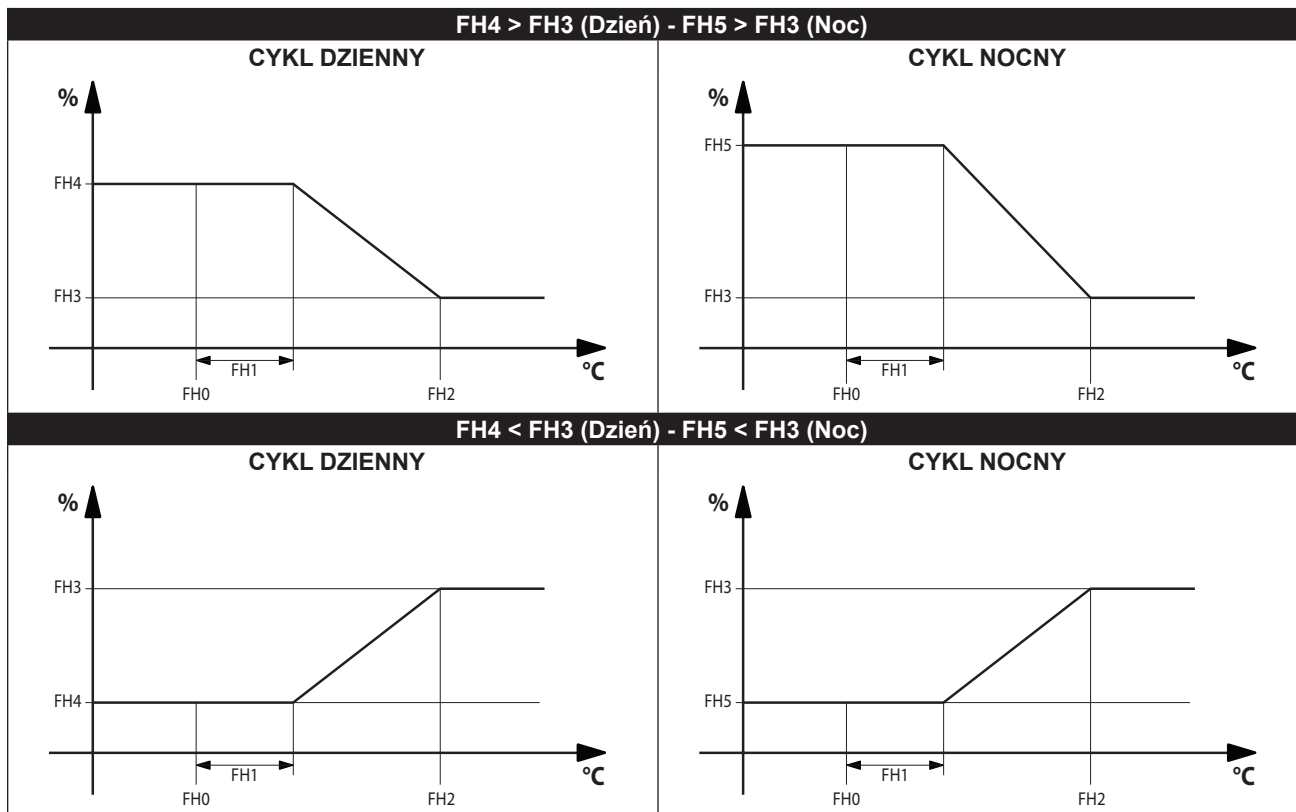 FH4 > FH3 (Dzień) - FH5 > FH3 (Noc)
CYKL DZIENNY
%
FH4
FH3
FH1
°C
FH0
FH2
CYKL NOCNY
%
FH5
FH3
FH1
°C
FH0
FH2
FH4 < FH3 (Dzień) - FH5 < FH3 (Noc)
CYKL DZIENNY
%
FH3
FH4
FH1
°C
FH0
FH2
CYKL NOCNY
%
FH3
FH5
FH1
°C
FH0
FH2